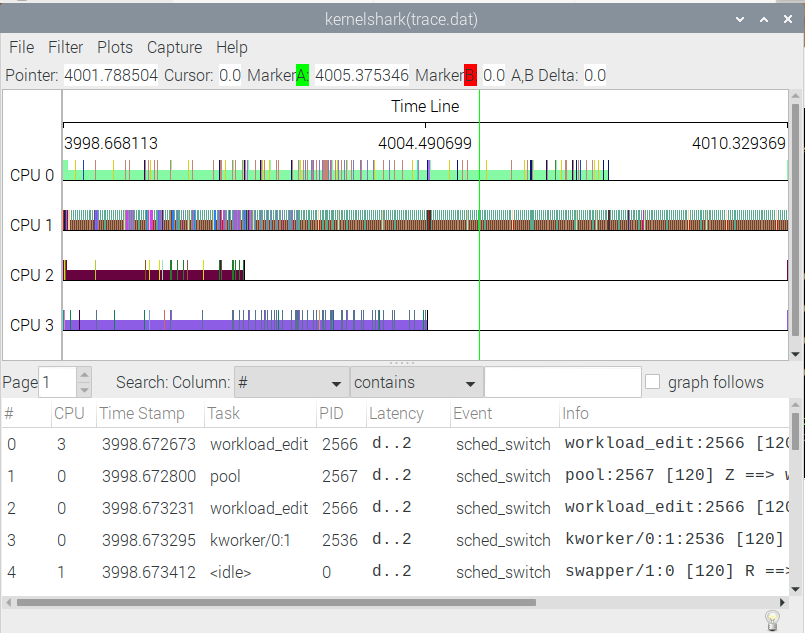 kernelshark(trace.dat)
File Filter Plots Capture Help
Pointer: 4001.788504 Cursor: 0.0 MarkerA: 4005.375346 MarkerB: 0.0 A,B Delta: 0.0
Time Line
3998.668113 4004.490699 4010.329369
CPU 0
CPU 1
CPU 2
CPU 3
Page 1 Search: Column: # contains graph follows
# CPU Time Stamp Task PID Latency Event Info
0 3 3998.672673 workload_edit 2566 d..2 sched_switch workload_edit:2566 [120
1 0 3998.672800 pool 2567 d..2 sched_switch pool:2567 [120] Z ==>
2 0 3998.673231 workload_edit 2566 d..2 sched_switch workload_edit:2566 [120
3 0 3998.673295 kworker/0:1 2536 d..2 sched_switch kworker/0:1:2536 [120]
4 1 3998.673412 <idle> 0 d..2 sched_switch swapper/1:0 [120] R ==>